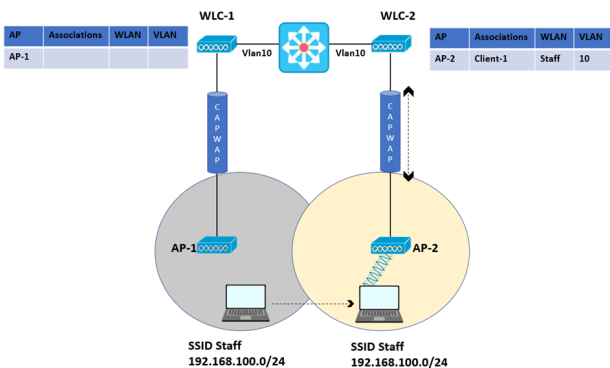 WLC-1
WLC-2
AP Associations WLAN VLAN
AP-1
Vlan10
Vlan10
AP Associations WLAN VLAN
AP-2 Client-1 Staff 10
CAPWAP
CAPWAP
AP-1
AP-2
SSID Staff
192.168.100.0/24
SSID Staff
192.168.100.0/24